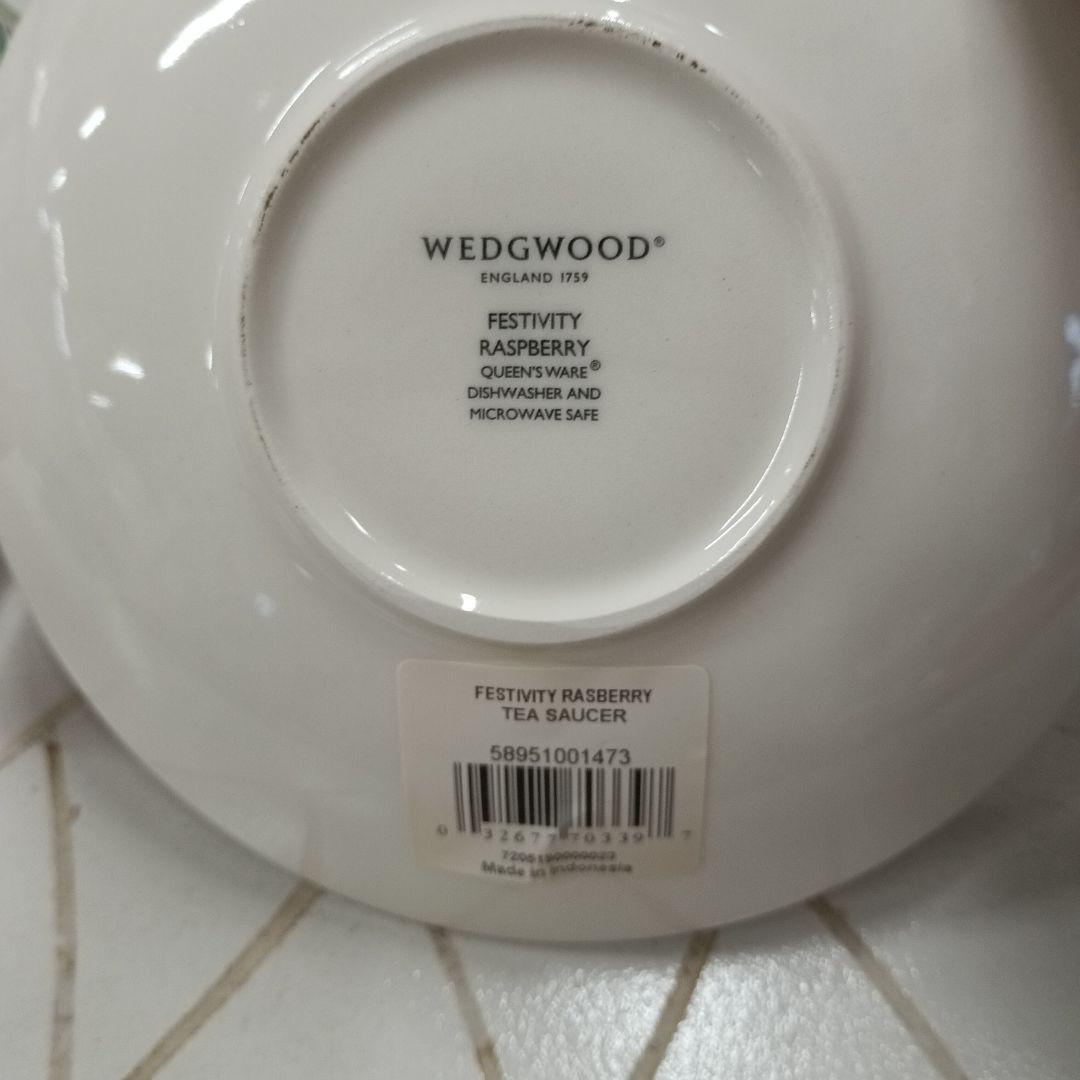 WEDGWOOD®
ENGLAND 1759
FESTIVITY
RASPBERRY
QUEEN'S WARE®
DISHWASHER AND
MICROWAVE SAFE
FESTIVITY RASBERRY
TEA SAUCER
58951001473
0 32677 70339 7
Made in Indonesia